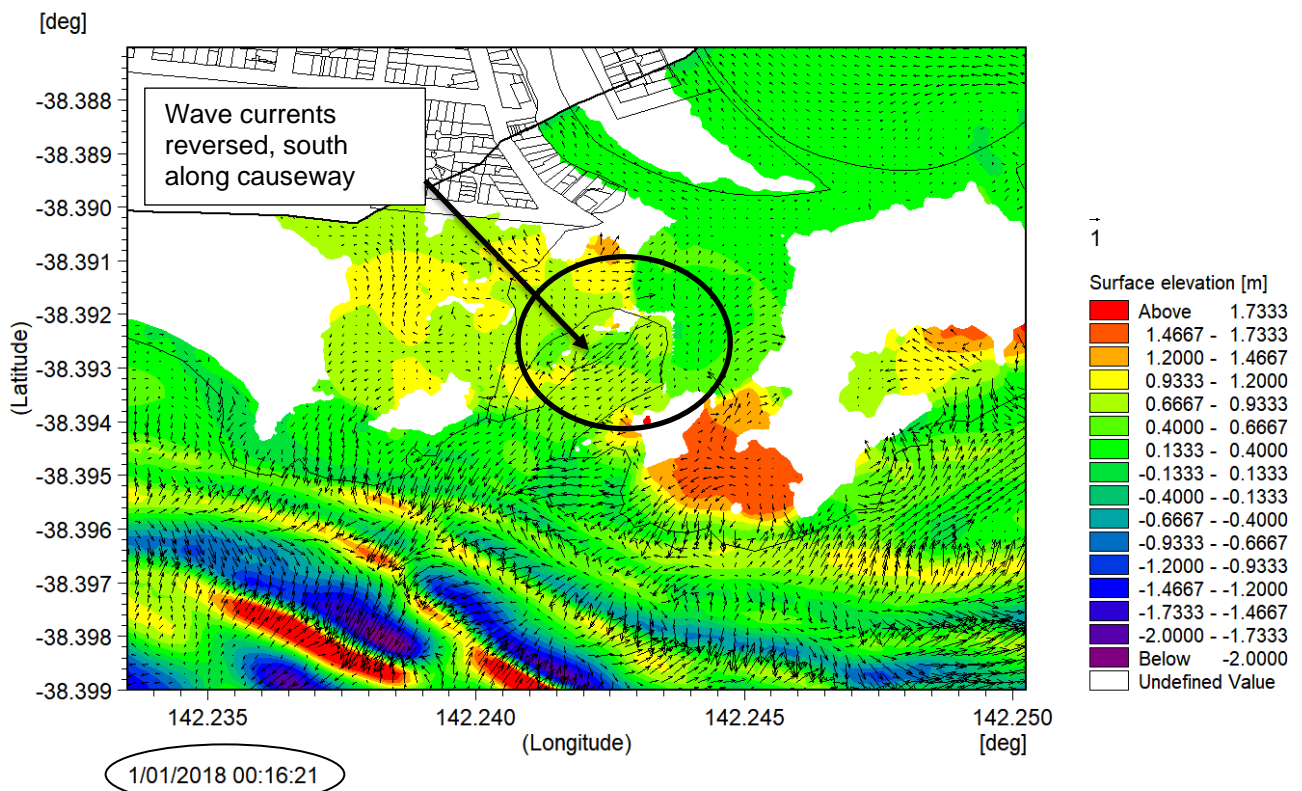 [deg]
-38.388
-38.389
-38.390
-38.391
-38.392
-38.393
-38.394
-38.395
-38.396
-38.397
-38.398
-38.399
(Latitude)
Wave currents
reversed, south
along causeway
142.235
142.240
142.245
142.250
(Longitude)
[deg]
1/01/2018 00:16:21
1
Surface elevation [m]
Above 1.7333
1.4667 - 1.7333
1.2000 - 1.4667
0.9333 - 1.2000
0.6667 - 0.9333
0.4000 - 0.6667
0.1333 - 0.4000
-0.1333 - 0.1333
-0.4000 - -0.1333
-0.6667 - -0.4000
-0.9333 - -0.6667
-1.2000 - -0.9333
-1.4667 - -1.2000
-1.7333 - -1.4667
-2.0000 - -1.7333
Below -2.0000
Undefined Value